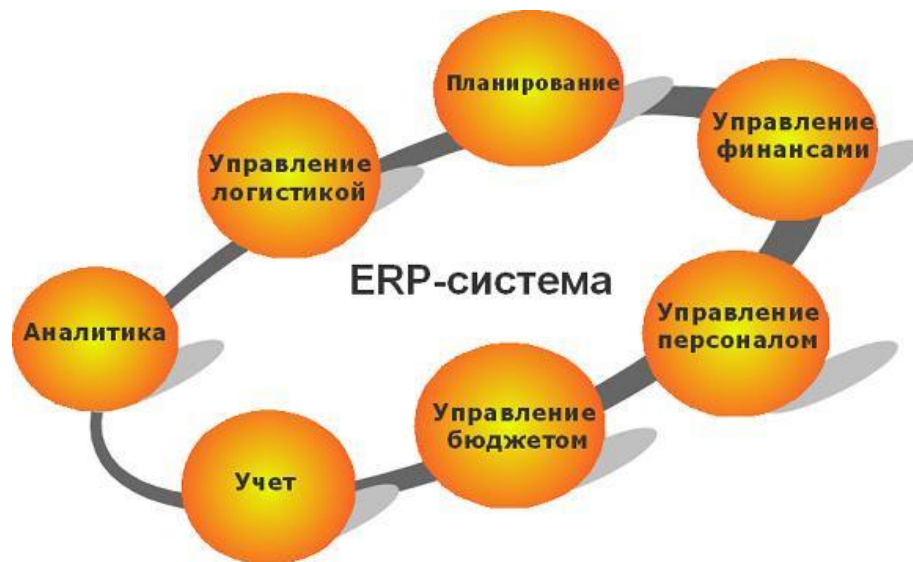 Планирование
Управление
финансами
Управление
логистикой
ERP-система
Управление
персоналом
Аналитика
Управление
бюджетом
Учет